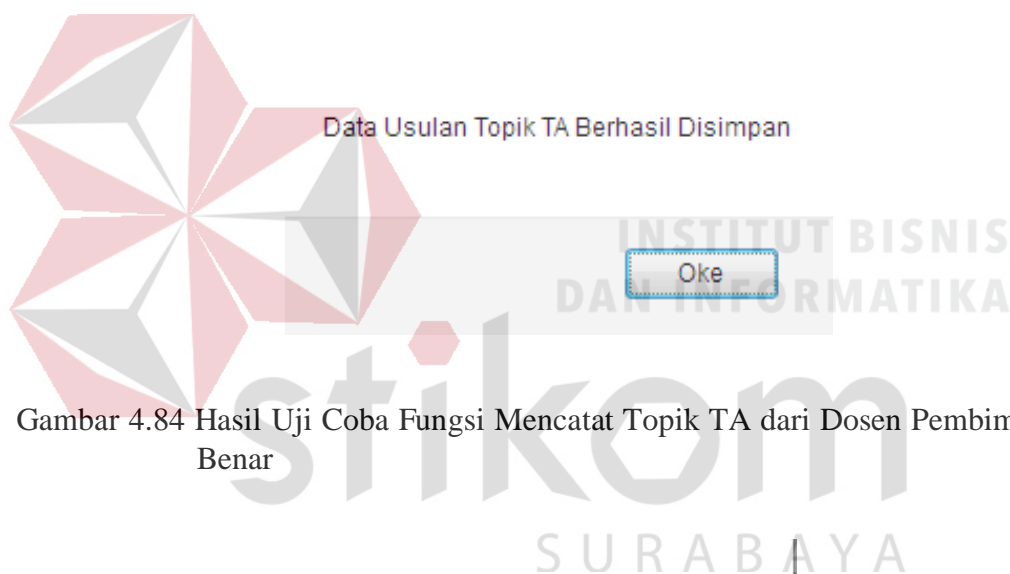 Data Usulan Topik TA Berhasil Disimpan
INSTITUT BISNIS
Oke
DAN INFORMATIKA
stikom
Gambar 4.84 Hasil Uji Coba Fungsi Mencatat Topik TA dari Dosen Pembim
Benar
SURABAYA